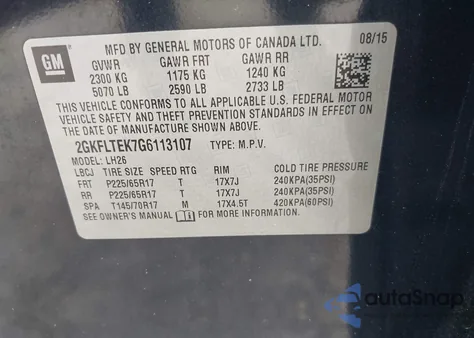 GM
MFD BY GENERAL MOTORS OF CANADA LTD. 08/15
GVWR GAWR FRT GAWR RR
2300 KG 1175 KG 1240 KG
5070 LB 2590 LB 2733 LB
THIS VEHICLE CONFORMS TO ALL APPLICABLE U.S. FEDERAL MOTOR
VEHICLE SAFETY AND THEFT PREVENTION STANDARDS IN EFFECT ON
THE DATE OF MANUFACTURE SHOWN ABOVE.
2GKFLTEK7G6113107 TYPE: M.P.V.
MODEL: LH26
LBCJ TIRE SIZE SPEED RTG RIM COLD TIRE PRESSURE
FRT P225/65R17 T 17X7J 240KPA(35PSI)
RR P225/65R17 T 17X7J 240KPA(35PSI)
SPA T145/70R17 M 17X4.5T 420KPA(60PSI)
SEE OWNER'S MANUAL FOR MORE INFORMATION.
autoSnap